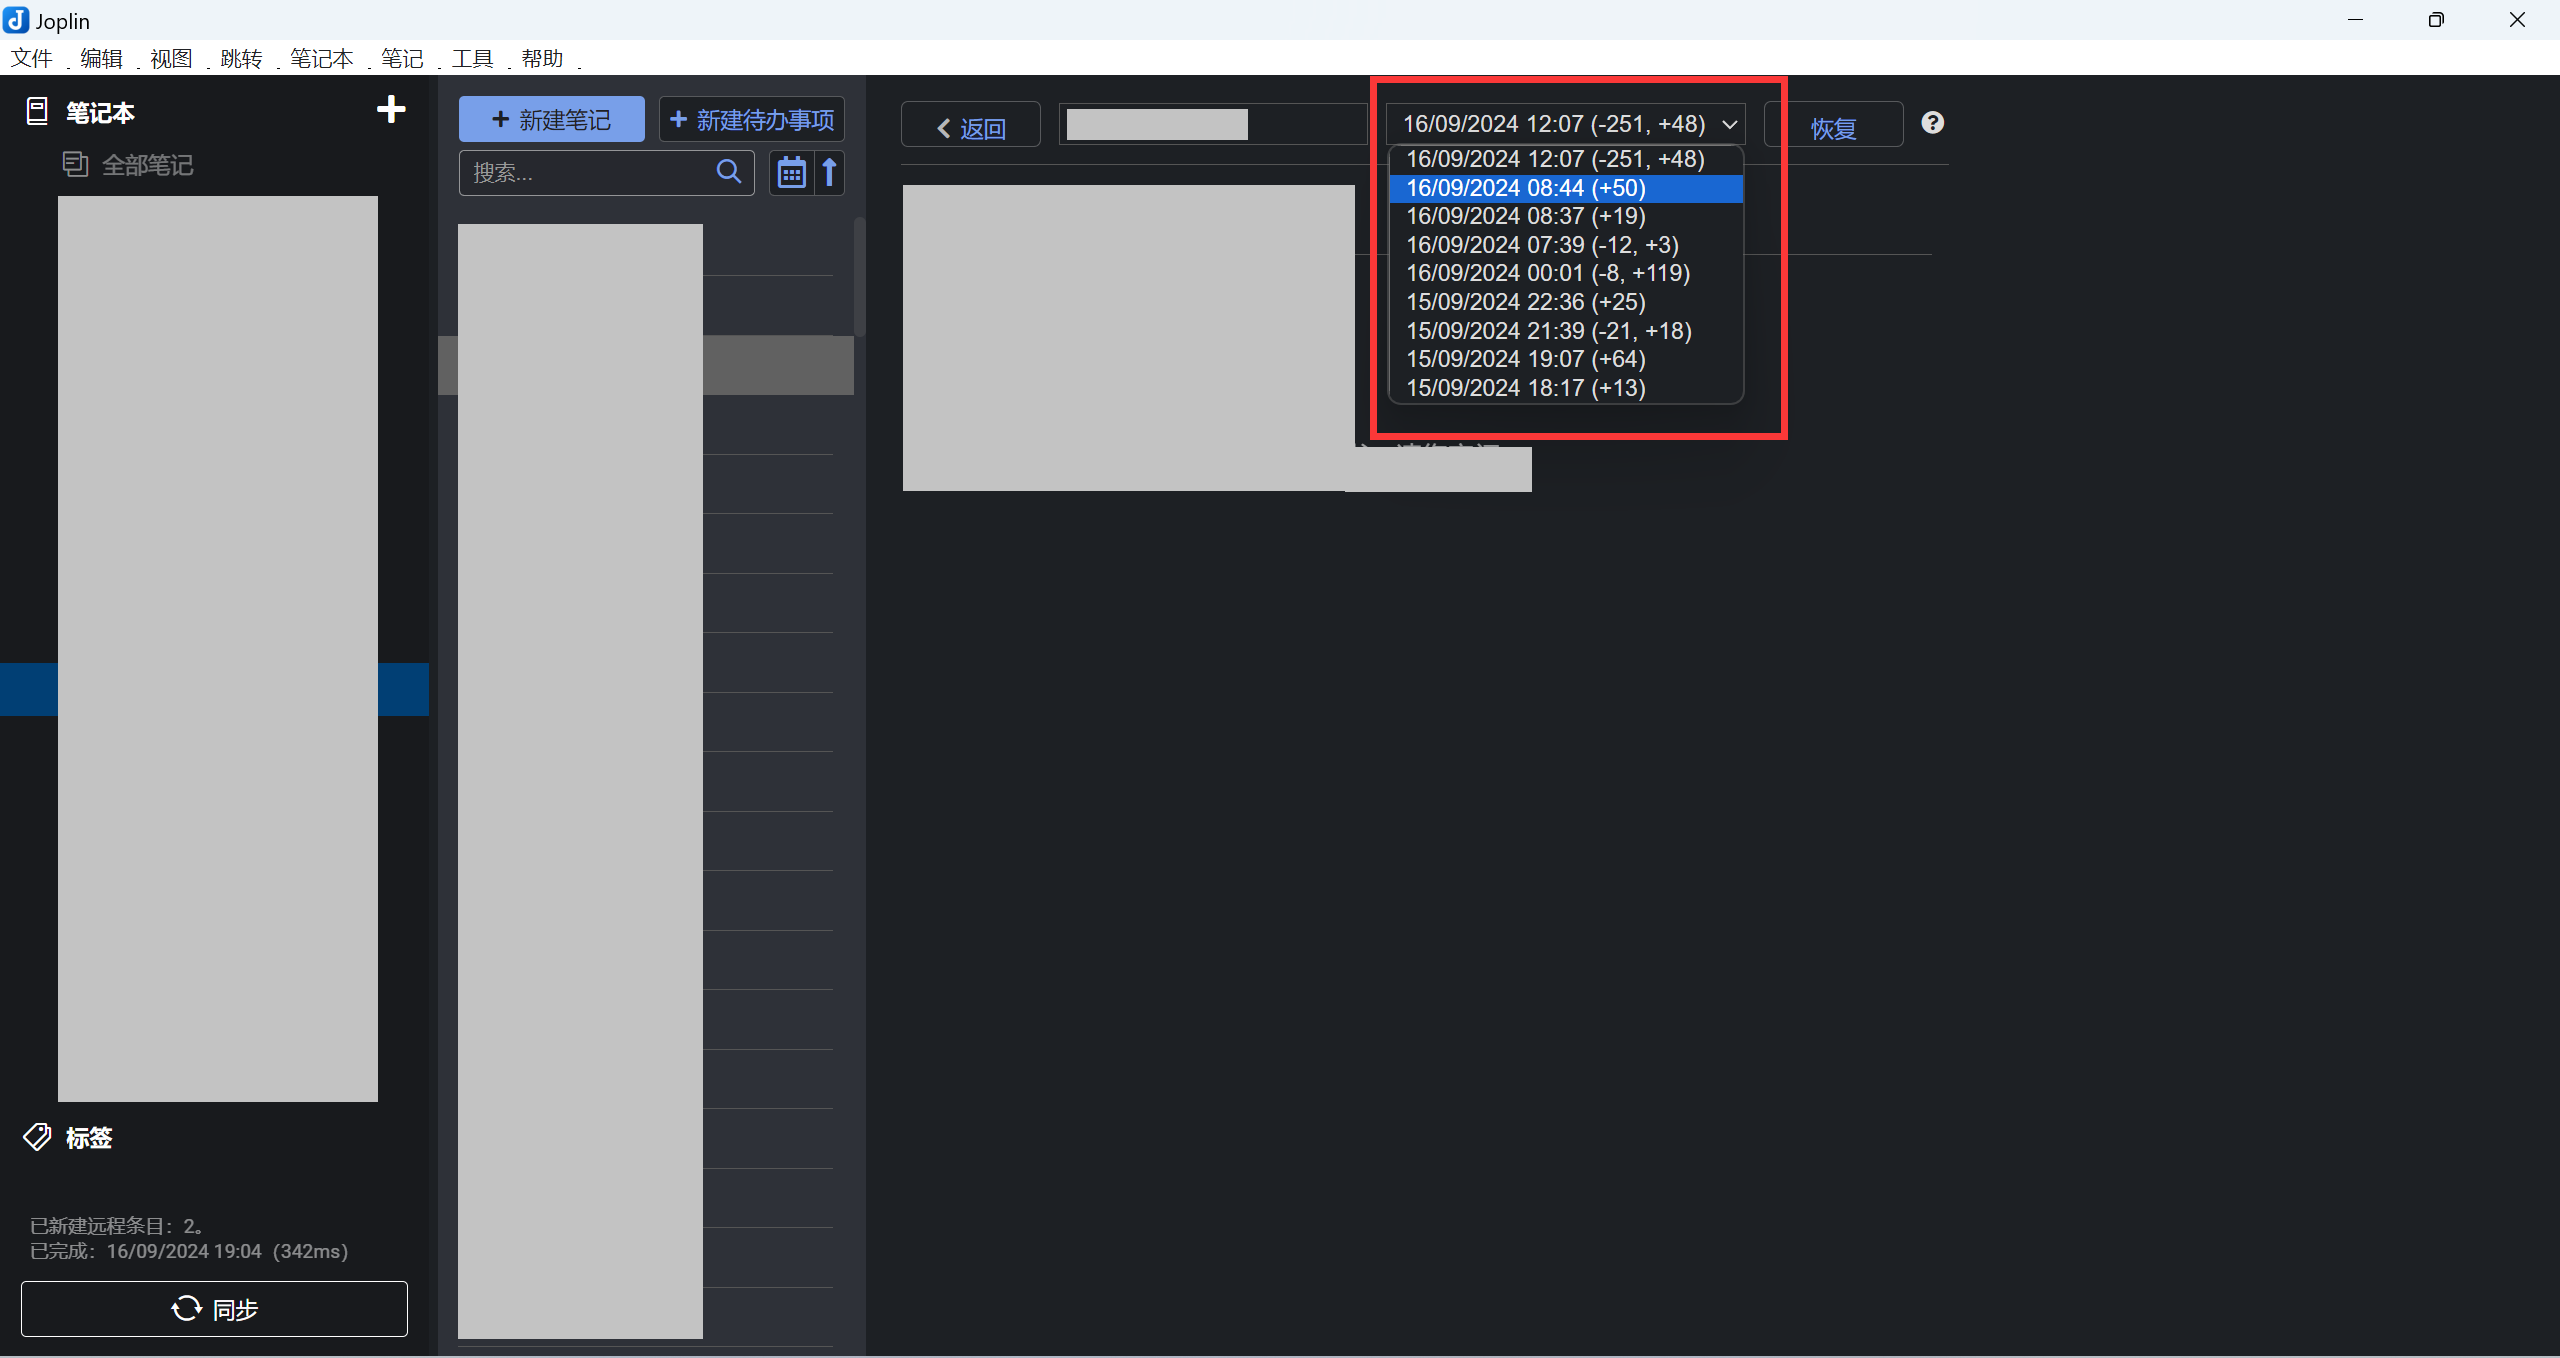 Joplin
文件 编辑 视图 跳转 笔记本 笔记 工具 帮助
笔记本
全部笔记
标签
已新建远程条目：2。
已完成：16/09/2024 19:04（342ms）
同步
新建笔记
新建待办事项
搜索...
返回
16/09/2024 12:07 (-251, +48)
恢复
16/09/2024 12:07 (-251, +48)
16/09/2024 08:44 (+50)
16/09/2024 08:37 (+19)
16/09/2024 07:39 (-12, +3)
16/09/2024 00:01 (-8, +119)
15/09/2024 22:36 (+25)
15/09/2024 21:39 (-21, +18)
15/09/2024 19:07 (+64)
15/09/2024 18:17 (+13)